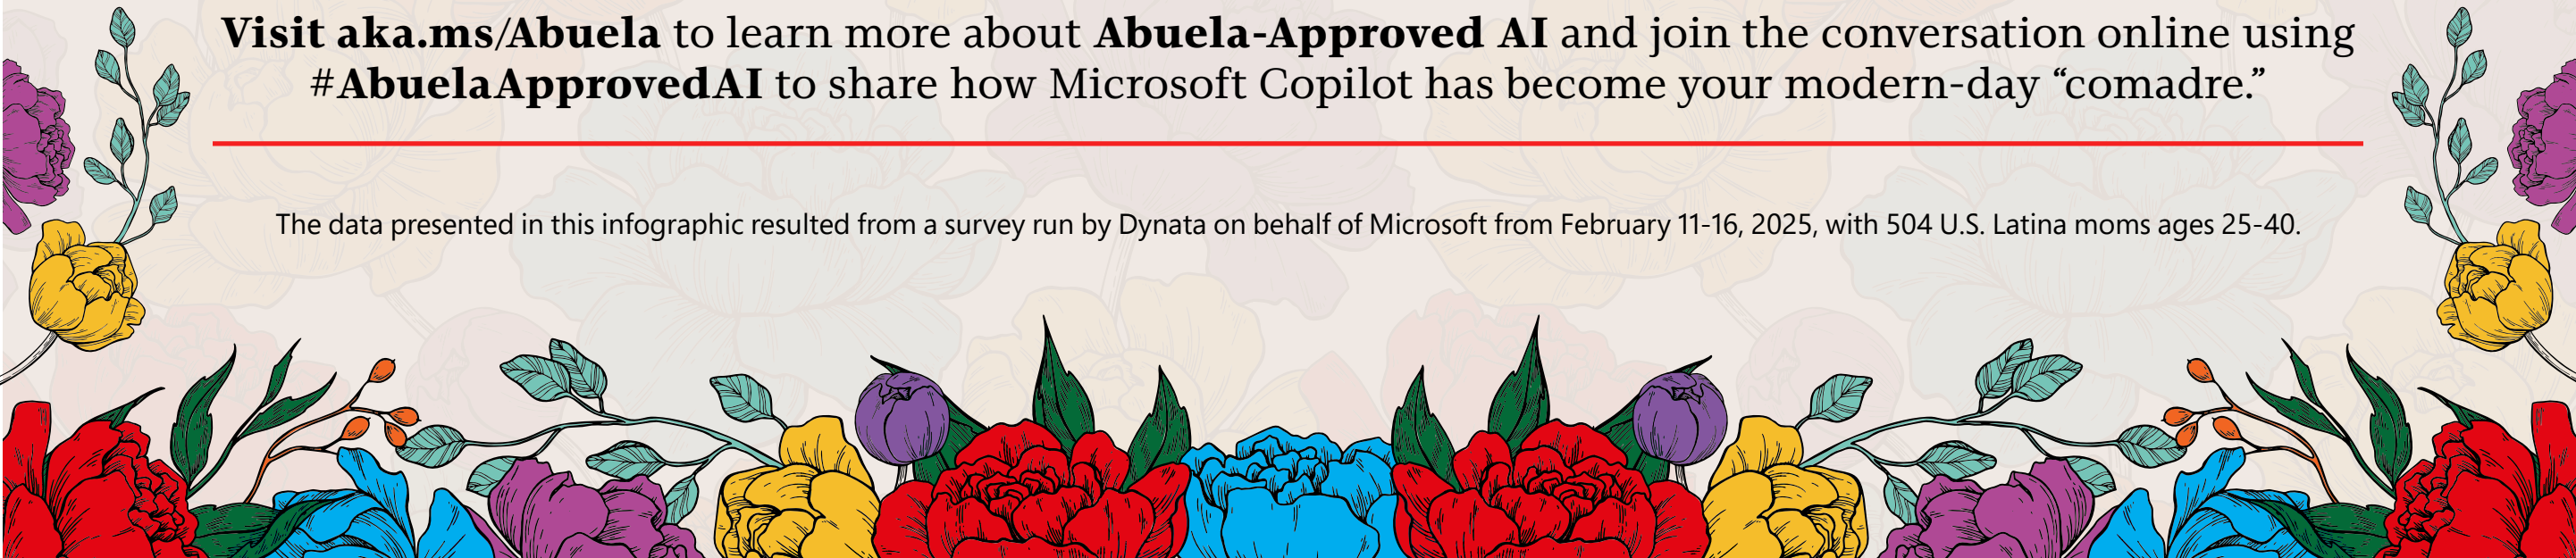 Visit aka.ms/Abuela to learn more about Abuela-Approved AI and join the conversation online using
#AbuelaApprovedAI to share how Microsoft Copilot has become your modern-day “comadre.”
The data presented in this infographic resulted from a survey run by Dynata on behalf of Microsoft from February 11-16, 2025, with 504 U.S. Latina moms ages 25-40.